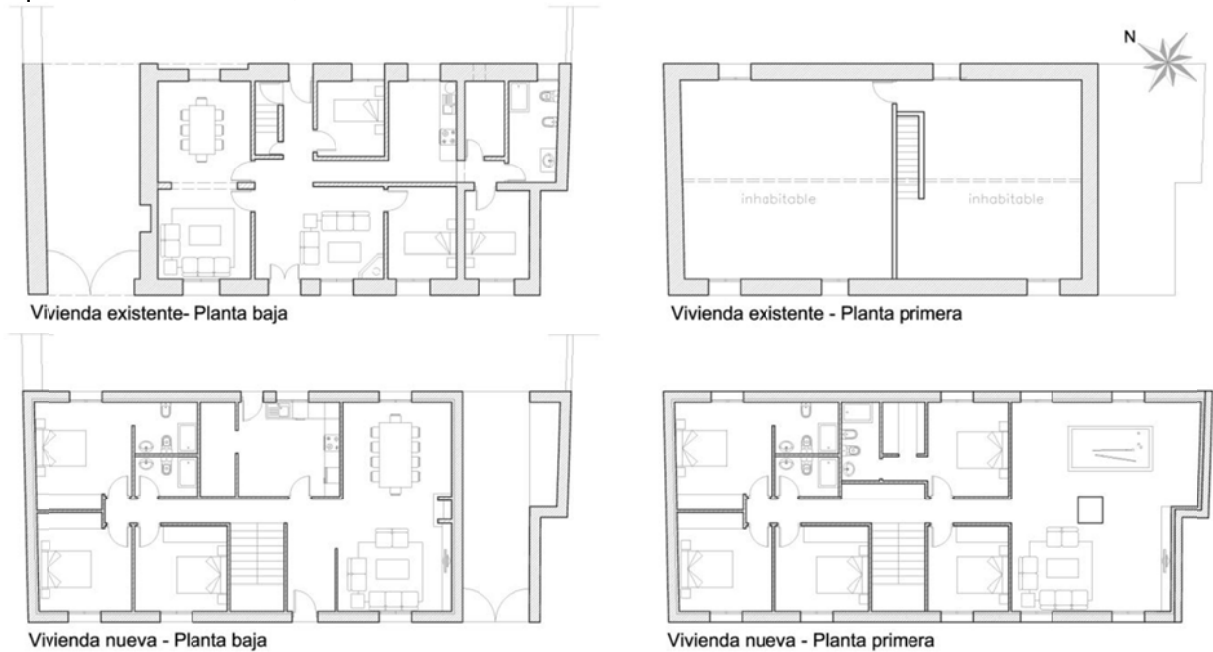 N
inhabitable
inhabitable
Vivienda existente- Planta baja
Vivienda existente - Planta primera
Vivienda nueva - Planta baja
Vivienda nueva - Planta primera